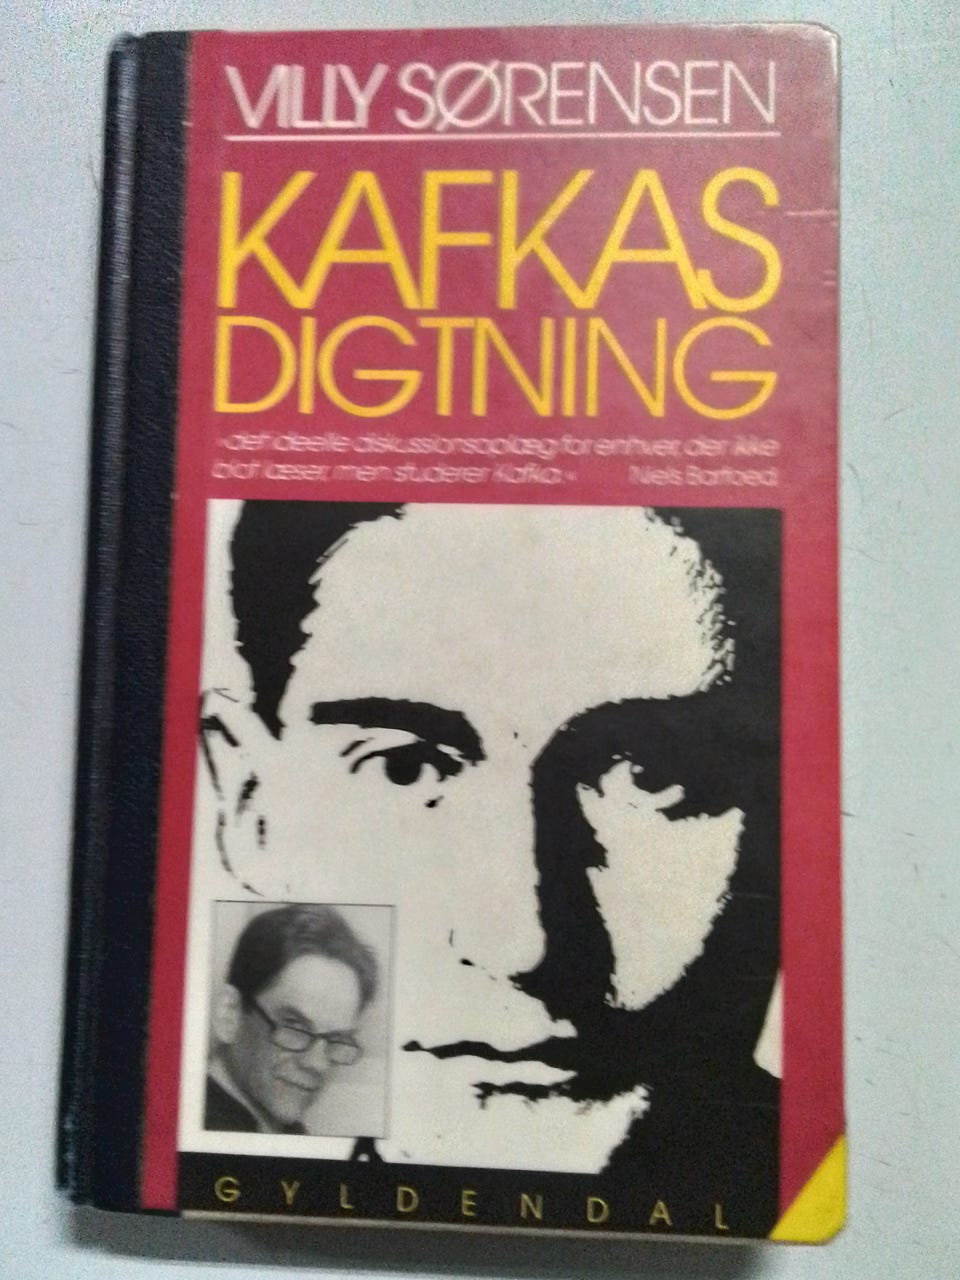 VILLY SØRENSEN
KAFKAS
DIGTNING
»det ideelle diskussionsoplæg for enhver, der ikke
blot læser, men studerer Kafka.« Niels Barfoed
GYLDENDAL